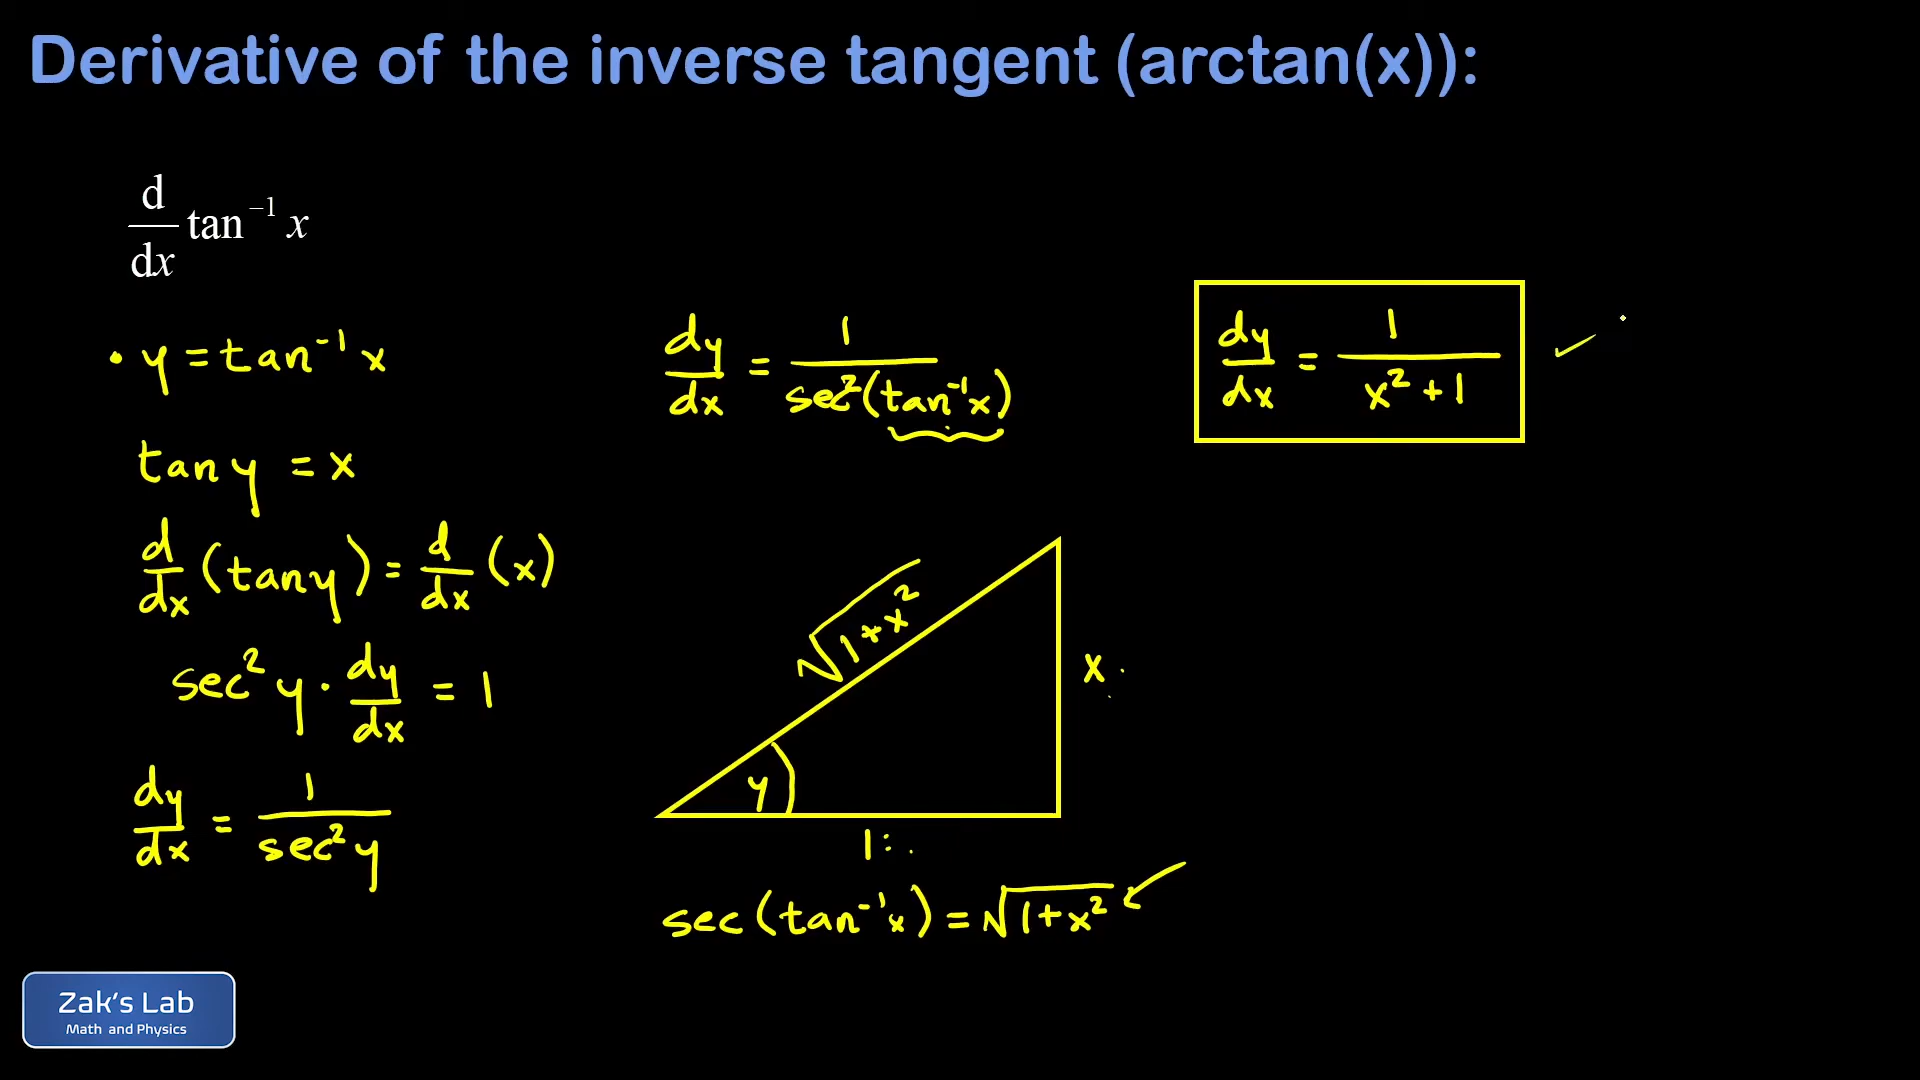 Derivative of the inverse tangent (arctan(x)):
d/dx tan⁻¹ x
• y = tan⁻¹ x
tan y = x
d/dx (tan y) = d/dx (x)
sec² y · dy/dx = 1
dy/dx = 1/sec² y
dy/dx = 1/sec²(tan⁻¹x)
√1+x²
x
y
1
sec(tan⁻¹x) = √1+x²
dy/dx = 1/x²+1
Zak's Lab
Math and Physics